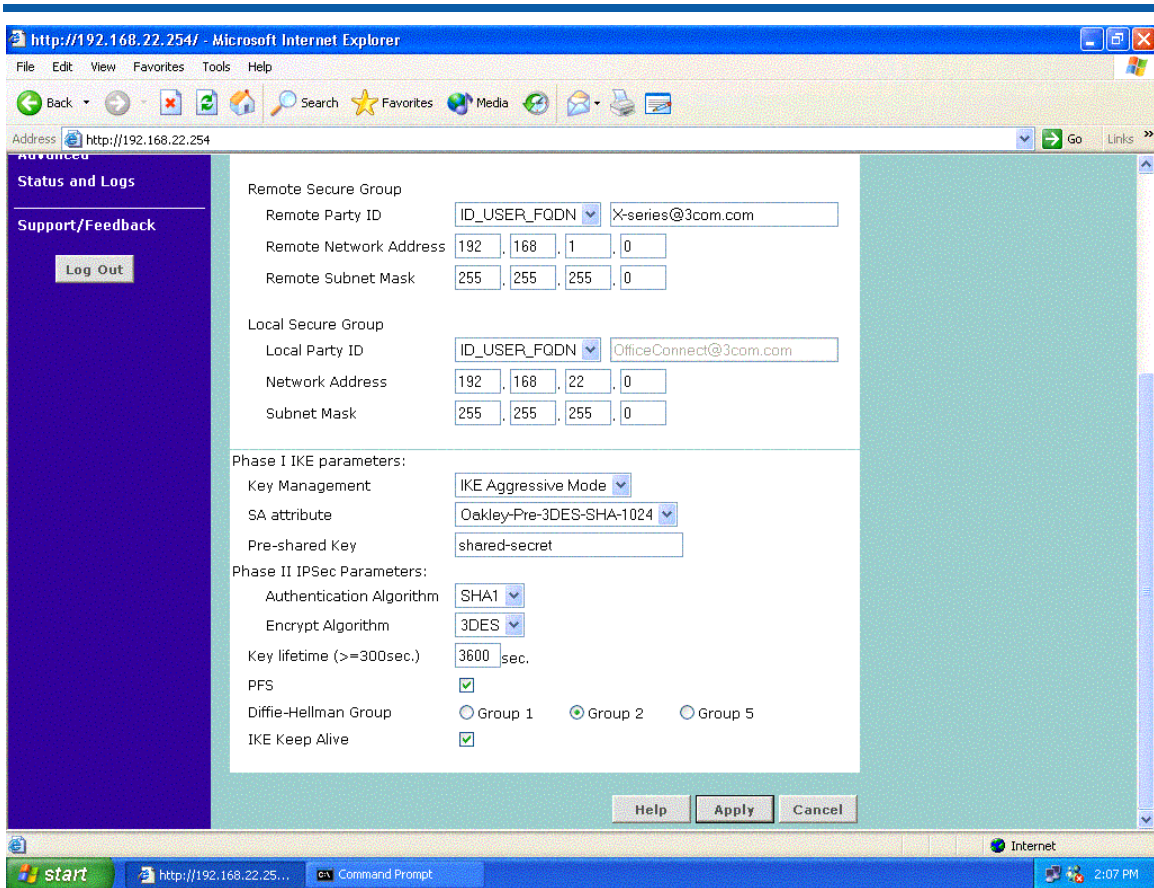 http://192.168.22.254/ - Microsoft Internet Explorer
File Edit View Favorites Tools Help
Back Search Favorites Media
Address http://192.168.22.254 Go Links »
Advanced
Status and Logs
Support/Feedback
Log Out
Remote Secure Group
Remote Party ID ID_USER_FQDN X-series@3com.com
Remote Network Address 192 . 168 . 1 . 0
Remote Subnet Mask 255 . 255 . 255 . 0
Local Secure Group
Local Party ID ID_USER_FQDN OfficeConnect@3com.com
Network Address 192 . 168 . 22 . 0
Subnet Mask 255 . 255 . 255 . 0
Phase I IKE parameters:
Key Management IKE Aggressive Mode
SA attribute Oakley-Pre-3DES-SHA-1024
Pre-shared Key shared-secret
Phase II IPSec Parameters:
Authentication Algorithm SHA1
Encrypt Algorithm 3DES
Key lifetime (>=300sec.) 3600 sec.
PFS
Diffie-Hellman Group Group 1 Group 2 Group 5
IKE Keep Alive
Help Apply Cancel
Internet
start http://192.168.22.25... Command Prompt 2:07 PM